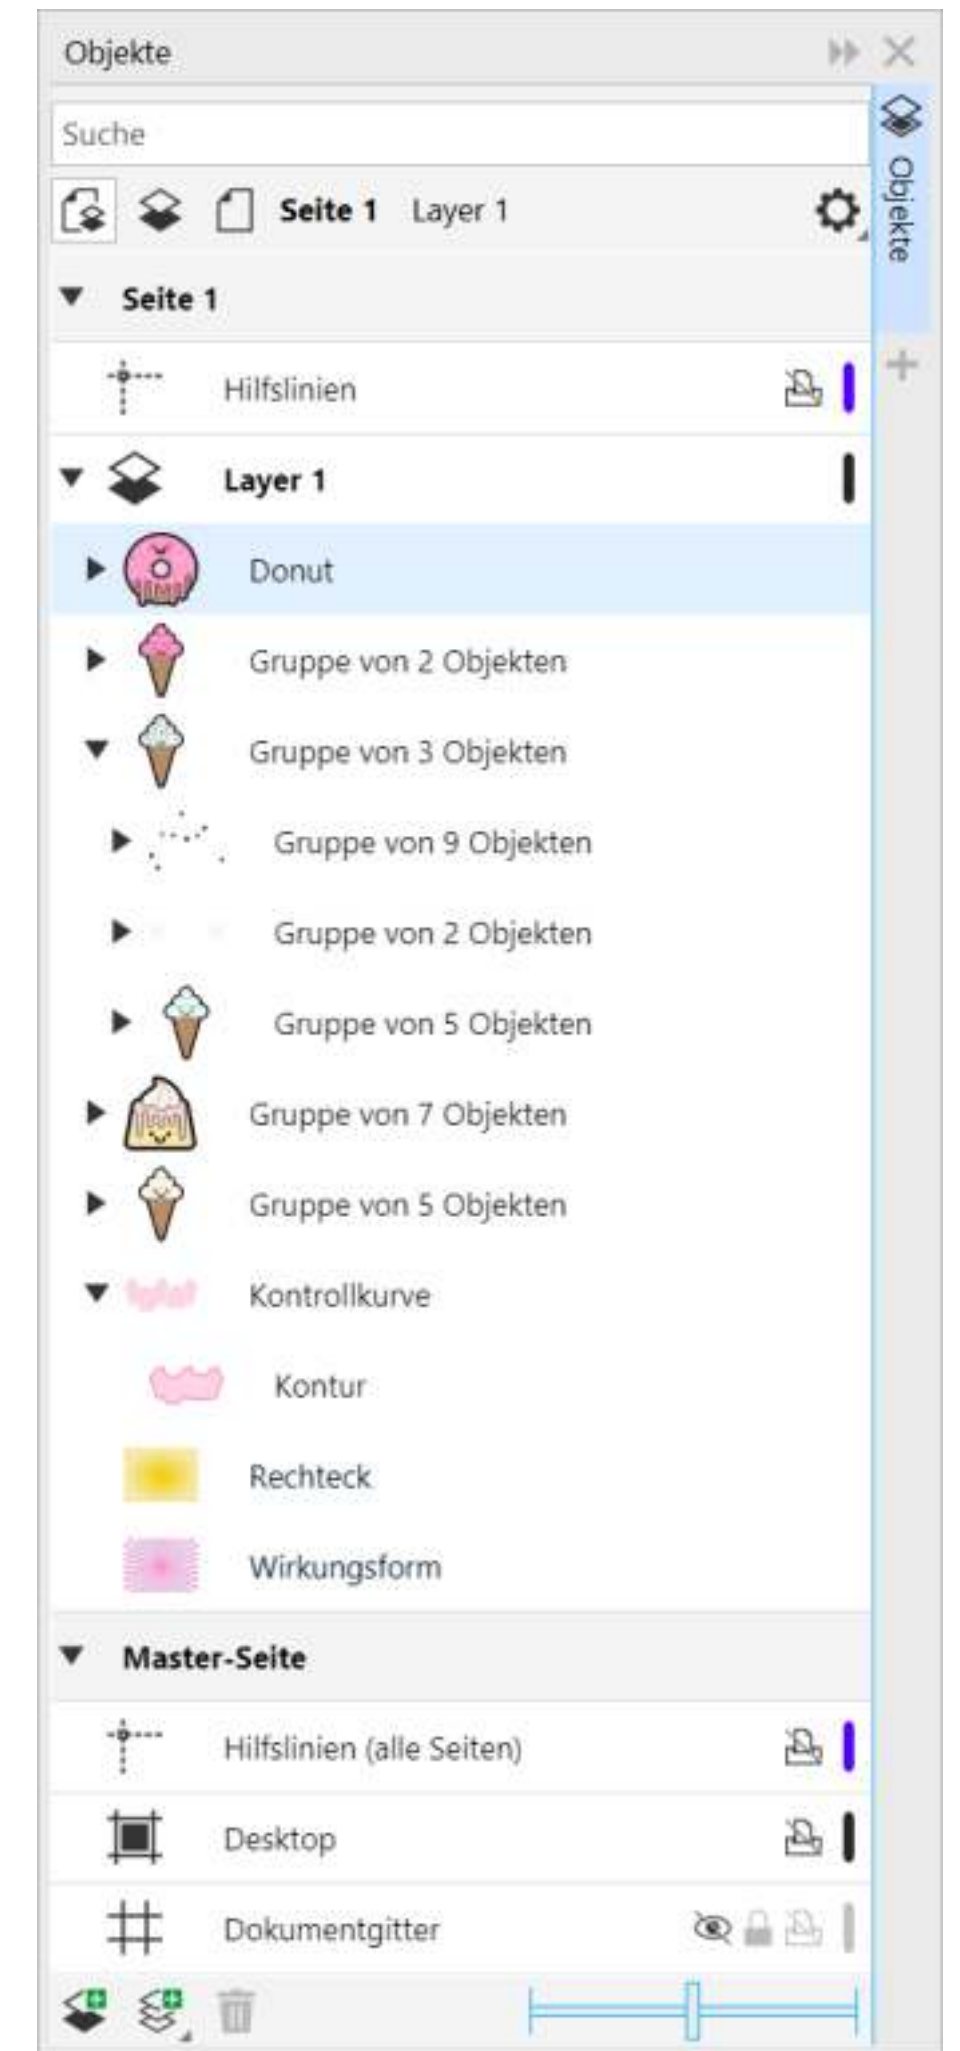 Objekte
Suche
Seite 1 Layer 1
Objekte
Seite 1
Hilfslinien
Layer 1
Donut
Gruppe von 2 Objekten
Gruppe von 3 Objekten
Gruppe von 9 Objekten
Gruppe von 2 Objekten
Gruppe von 5 Objekten
Gruppe von 7 Objekten
Gruppe von 5 Objekten
Kontrollkurve
Kontur
Rechteck
Wirkungsform
Master-Seite
Hilfslinien (alle Seiten)
Desktop
Dokumentgitter